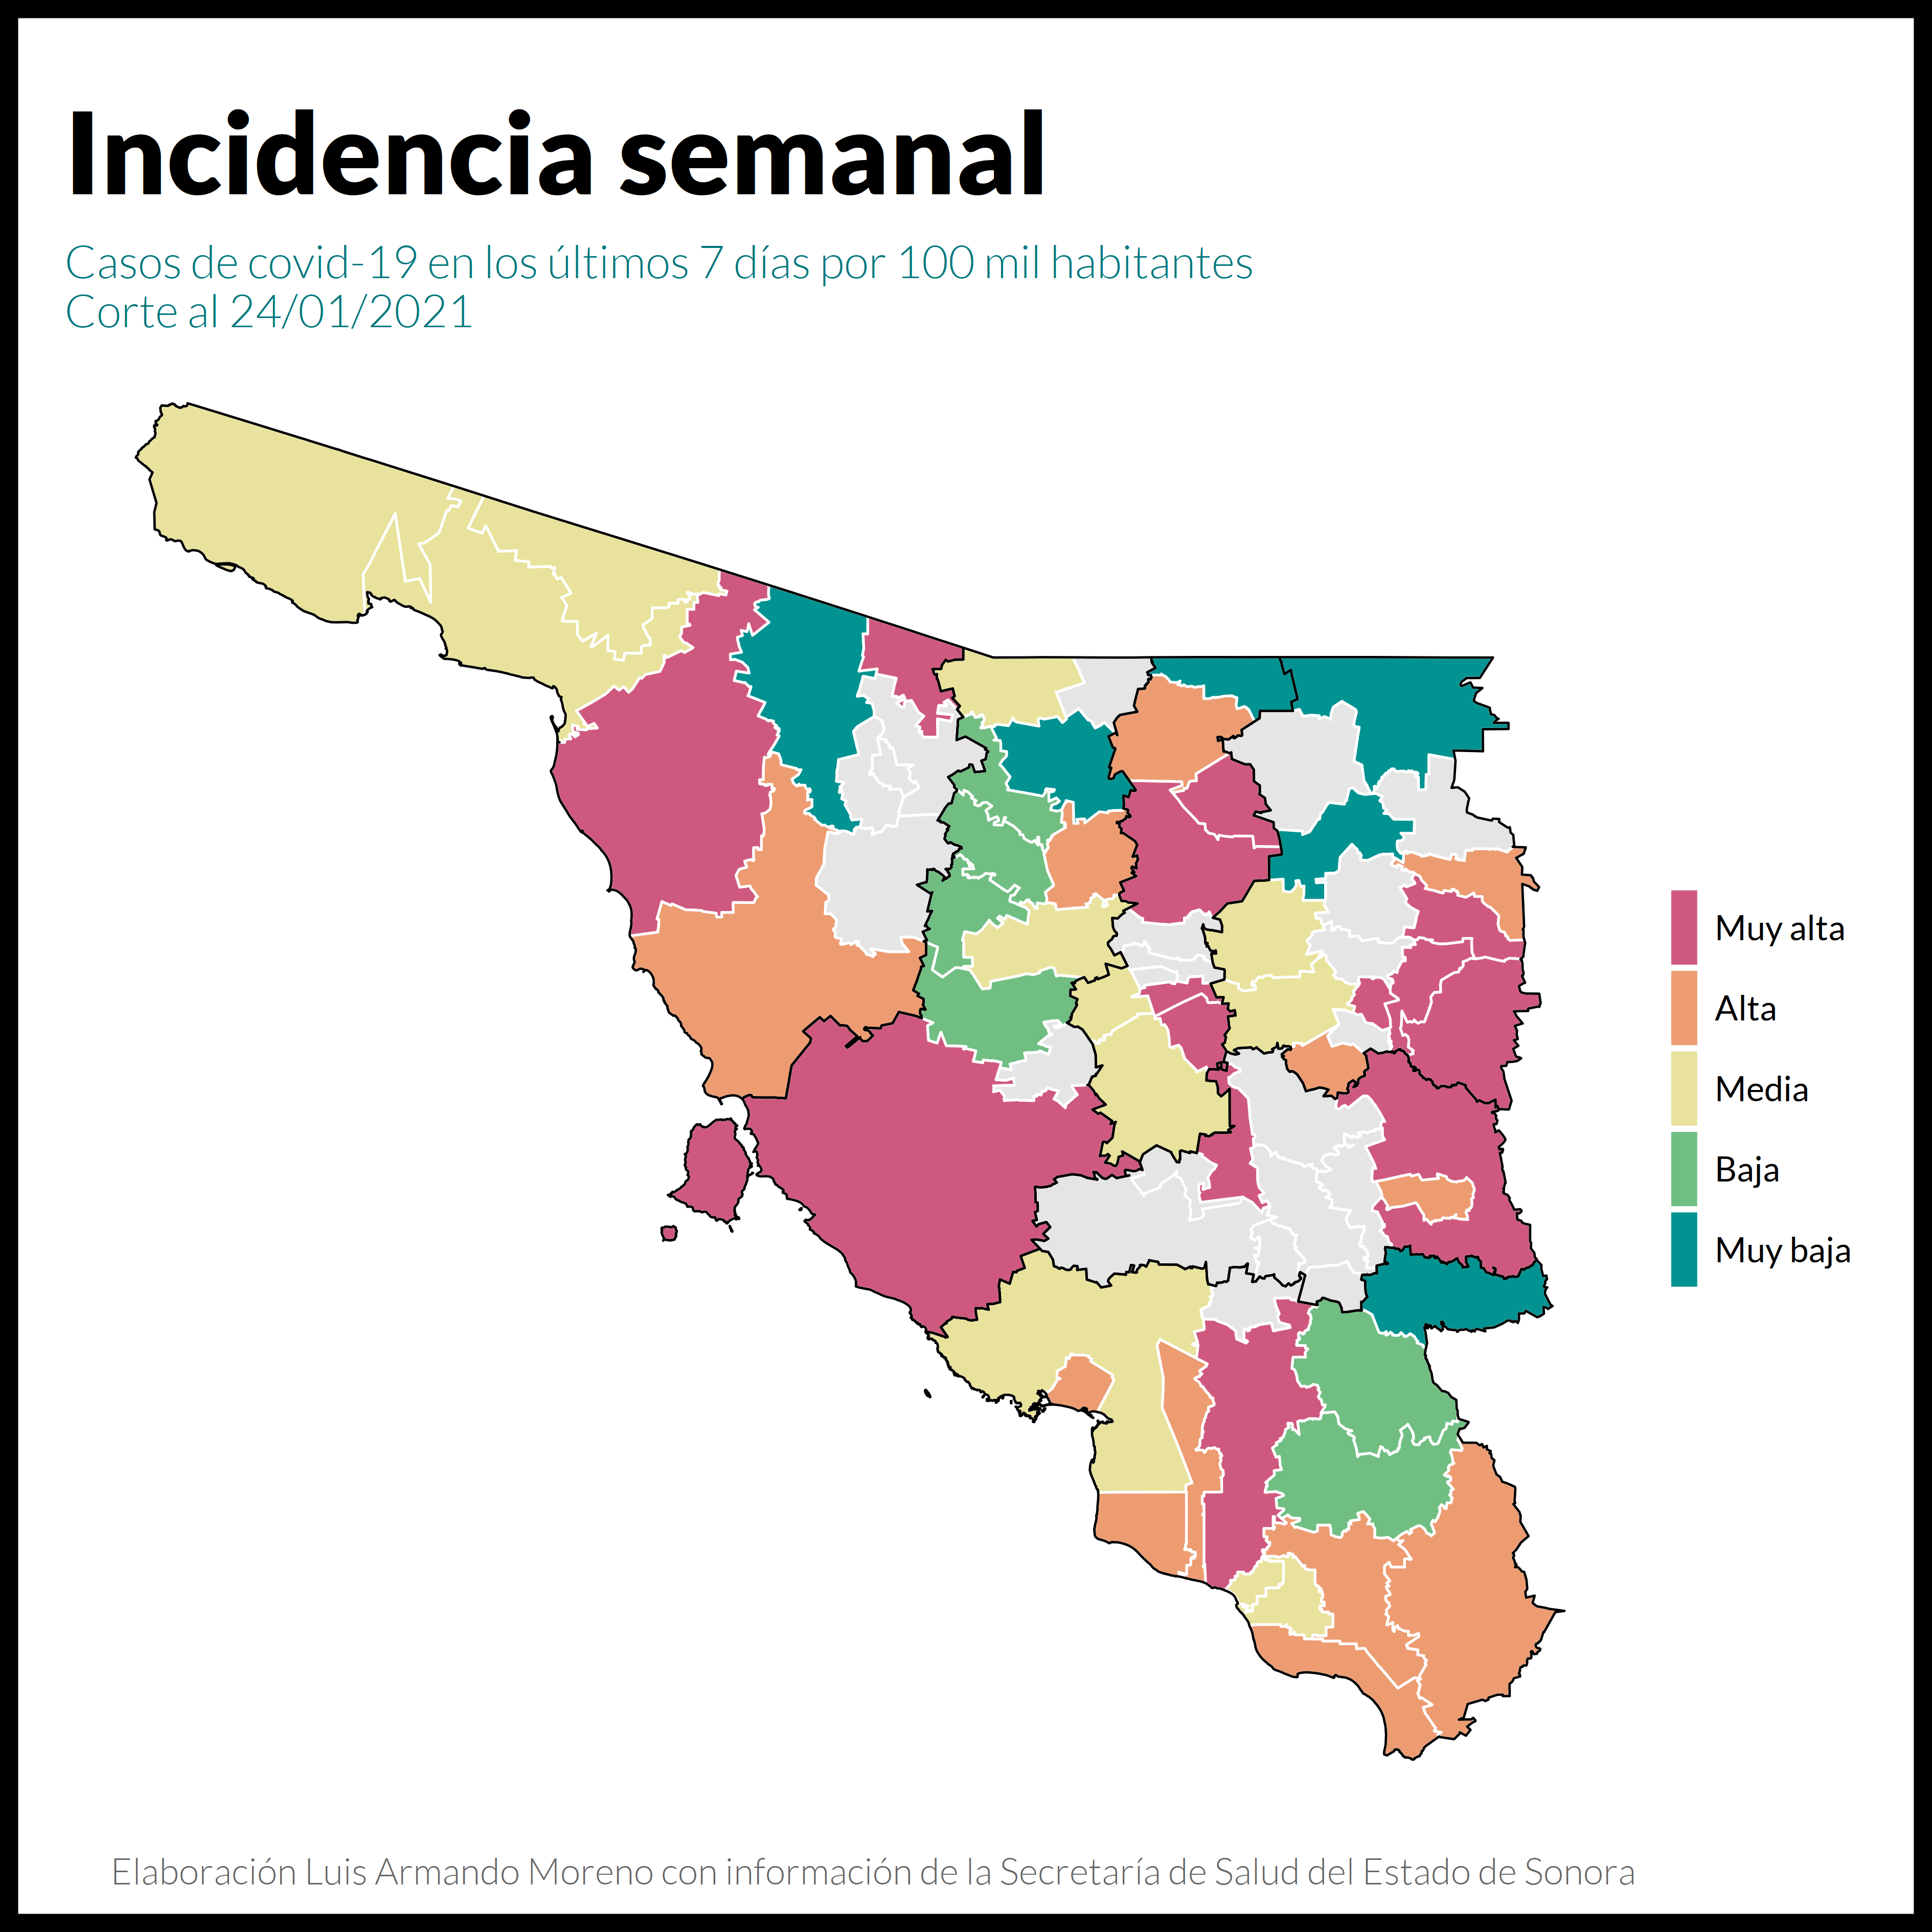 Incidencia semanal
Casos de covid-19 en los últimos 7 días por 100 mil habitantes
Corte al 24/01/2021
Muy alta
Alta
Media
Baja
Muy baja
Elaboración Luis Armando Moreno con información de la Secretaría de Salud del Estado de Sonora